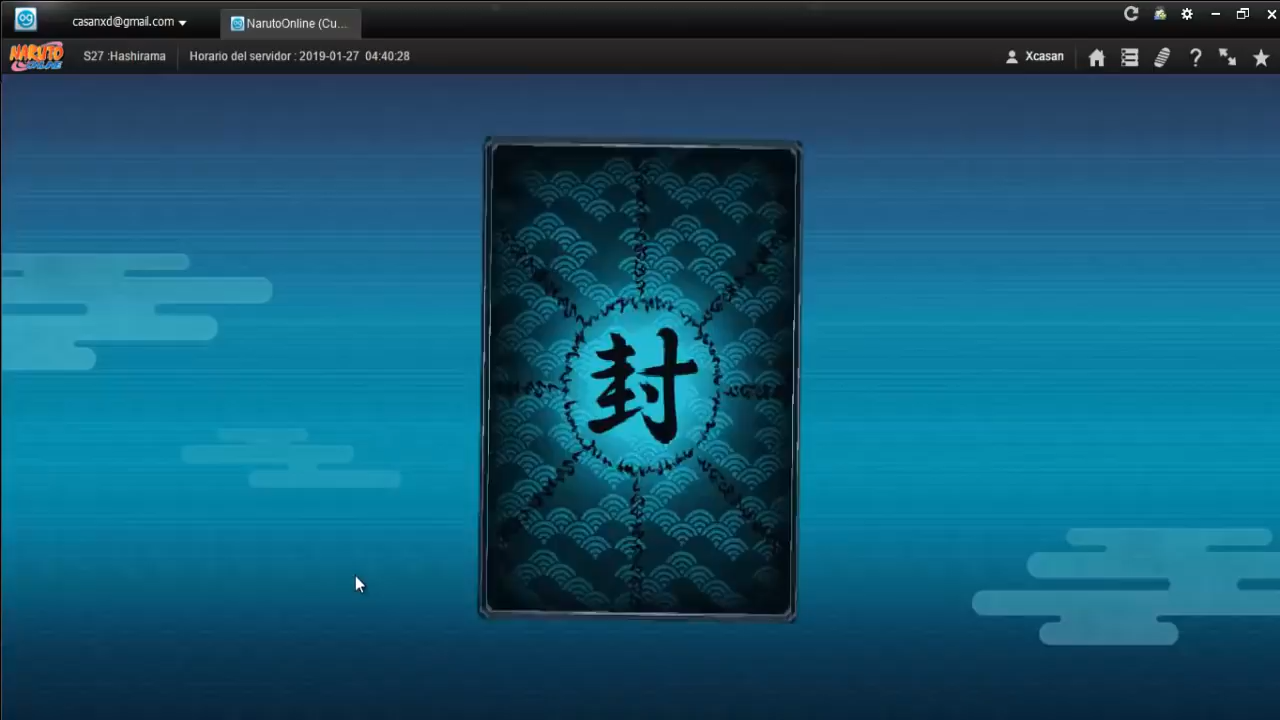 casanxd@gmail.com
NarutoOnline (Cu...
NARUTO
ONLINE
S27 :Hashirama
Horario del servidor : 2019-01-27 04:40:28
Xcasan
封